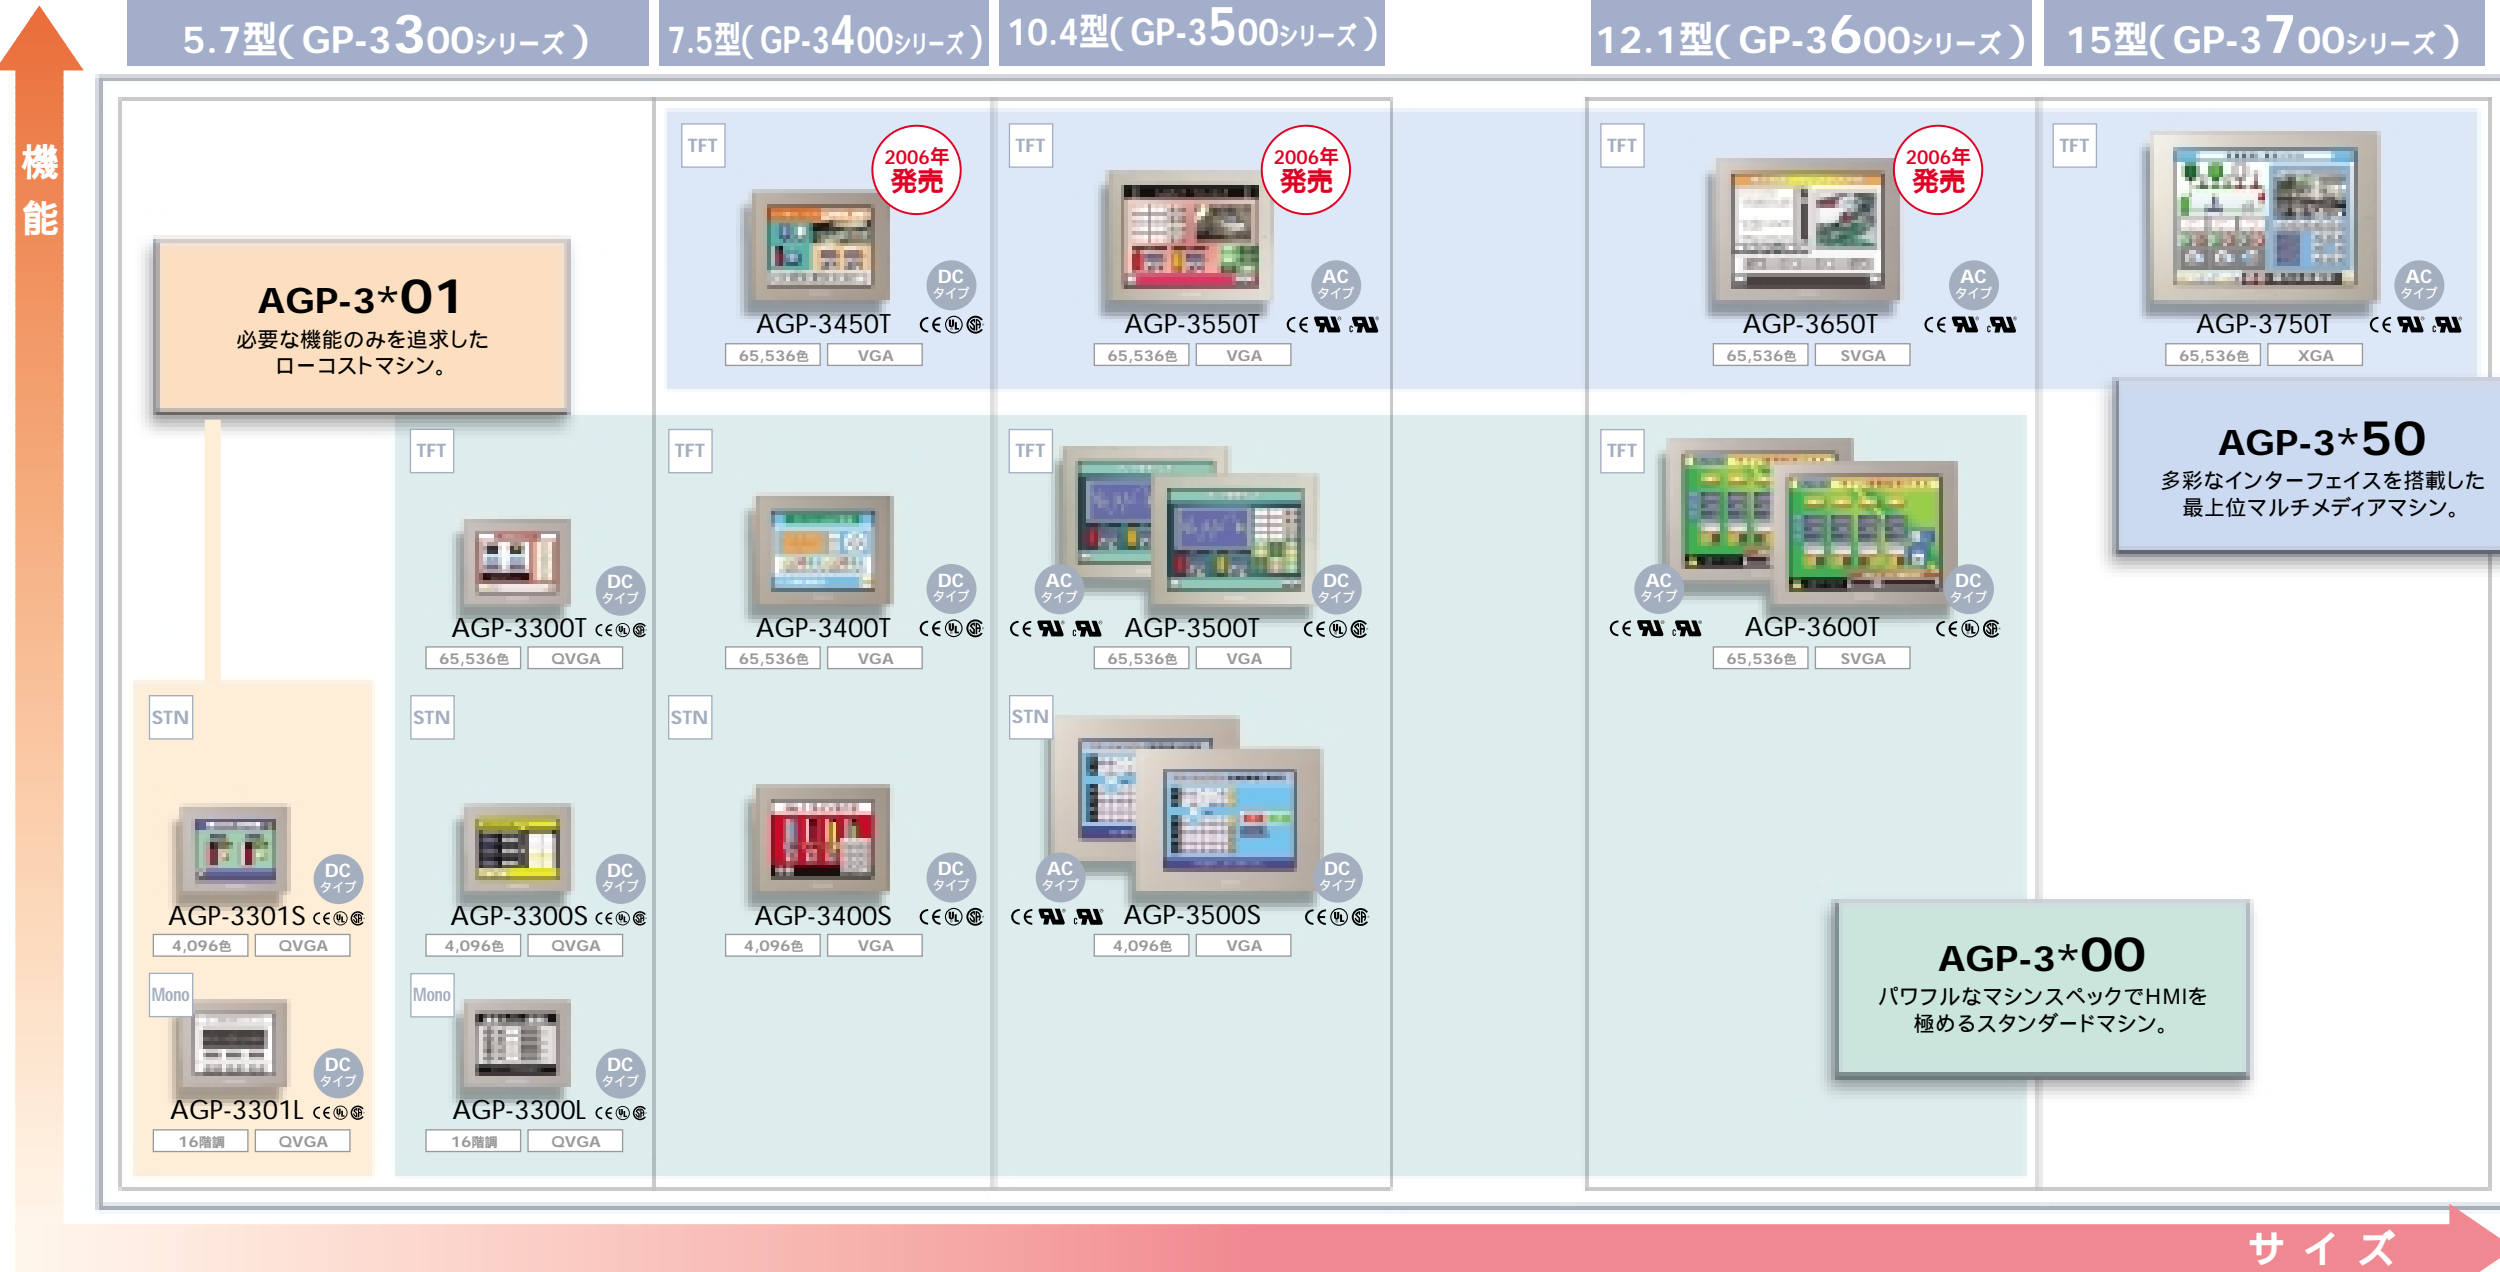 5.7型(GP-3300シリーズ)
7.5型(GP-3400シリーズ)
10.4型(GP-3500シリーズ)
12.1型(GP-3600シリーズ)
15型(GP-3700シリーズ)
機能
TFT
2006年
発売
DC
タイプ
AGP-3450T
65,536色 VGA
TFT
2006年
発売
AC
タイプ
AGP-3550T
65,536色 VGA
TFT
2006年
発売
AC
タイプ
AGP-3650T
65,536色 SVGA
TFT
AC
タイプ
AGP-3750T
65,536色 XGA
AGP-3*01
必要な機能のみを追求した
ローコストマシン。
AGP-3*50
多彩なインターフェイスを搭載した
最上位マルチメディアマシン。
TFT
DC
タイプ
AGP-3300T
65,536色 QVGA
TFT
DC
タイプ
AGP-3400T
65,536色 VGA
TFT
AC
タイプ
DC
タイプ
AGP-3500T
65,536色 VGA
TFT
AC
タイプ
DC
タイプ
AGP-3600T
65,536色 SVGA
STN
DC
タイプ
AGP-3301S
4,096色 QVGA
STN
DC
タイプ
AGP-3300S
4,096色 QVGA
STN
DC
タイプ
AGP-3400S
4,096色 VGA
STN
AC
タイプ
DC
タイプ
AGP-3500S
4,096色 VGA
Mono
DC
タイプ
AGP-3301L
16階調 QVGA
Mono
DC
タイプ
AGP-3300L
16階調 QVGA
AGP-3*00
パワフルなマシンスペックでHMIを
極めるスタンダードマシン。
サイズ